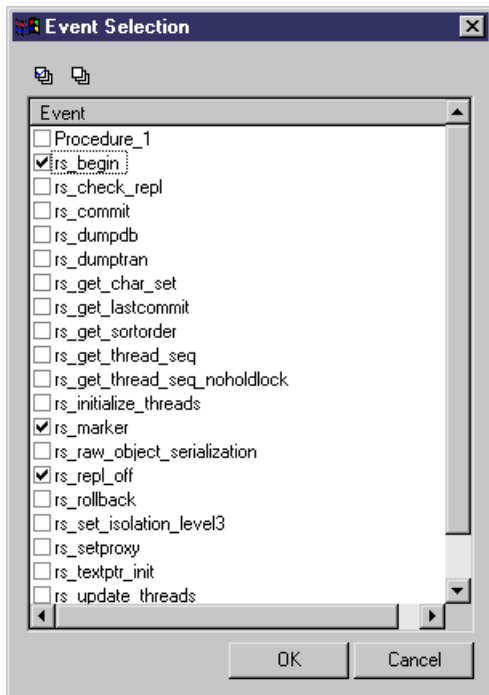 Event Selection
Event
Procedure_1
rs_begin
rs_check_repl
rs_commit
rs_dumpdb
rs_dumptran
rs_get_char_set
rs_get_lastcommit
rs_get_sortorder
rs_get_thread_seq
rs_get_thread_seq_noholdlock
rs_initialize_threads
rs_marker
rs_raw_object_serialization
rs_repl_off
rs_rollback
rs_set_isolation_level3
rs_setproxy
rs_textptr_init
rs_update_threads
OK Cancel